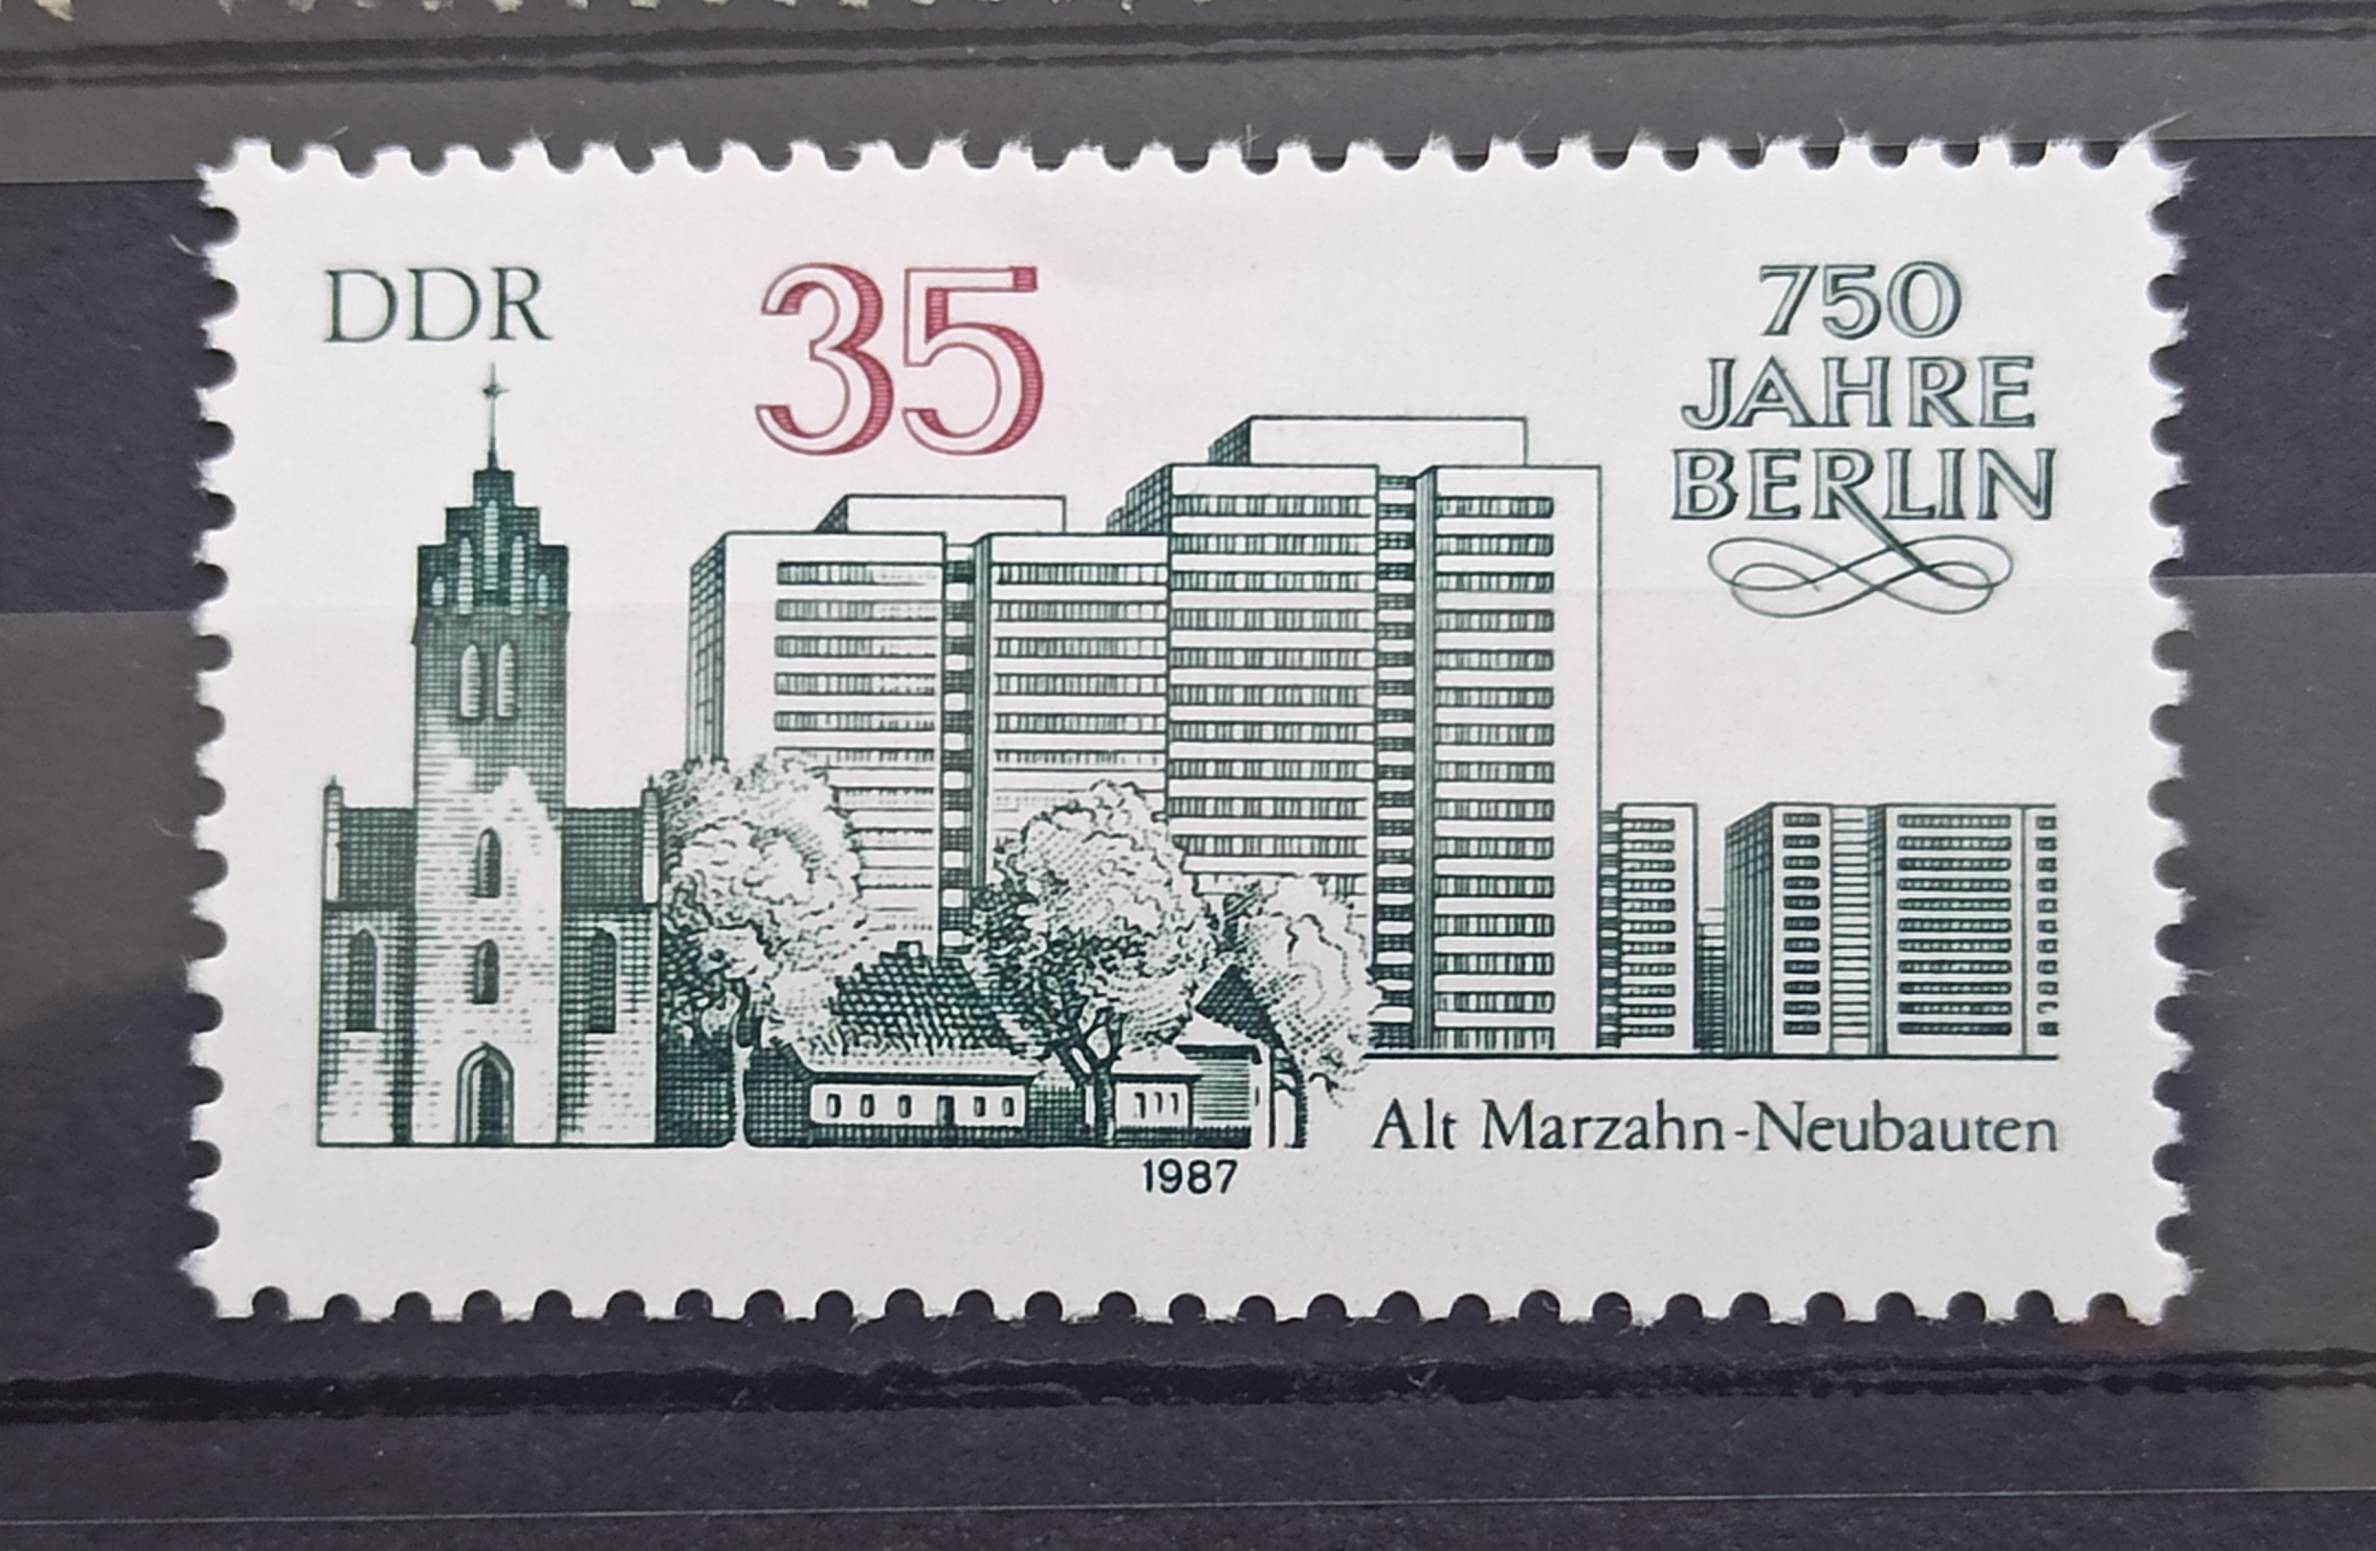 DDR
35
750
JAHRE
BERLIN
Alt Marzahn-Neubauten
1987